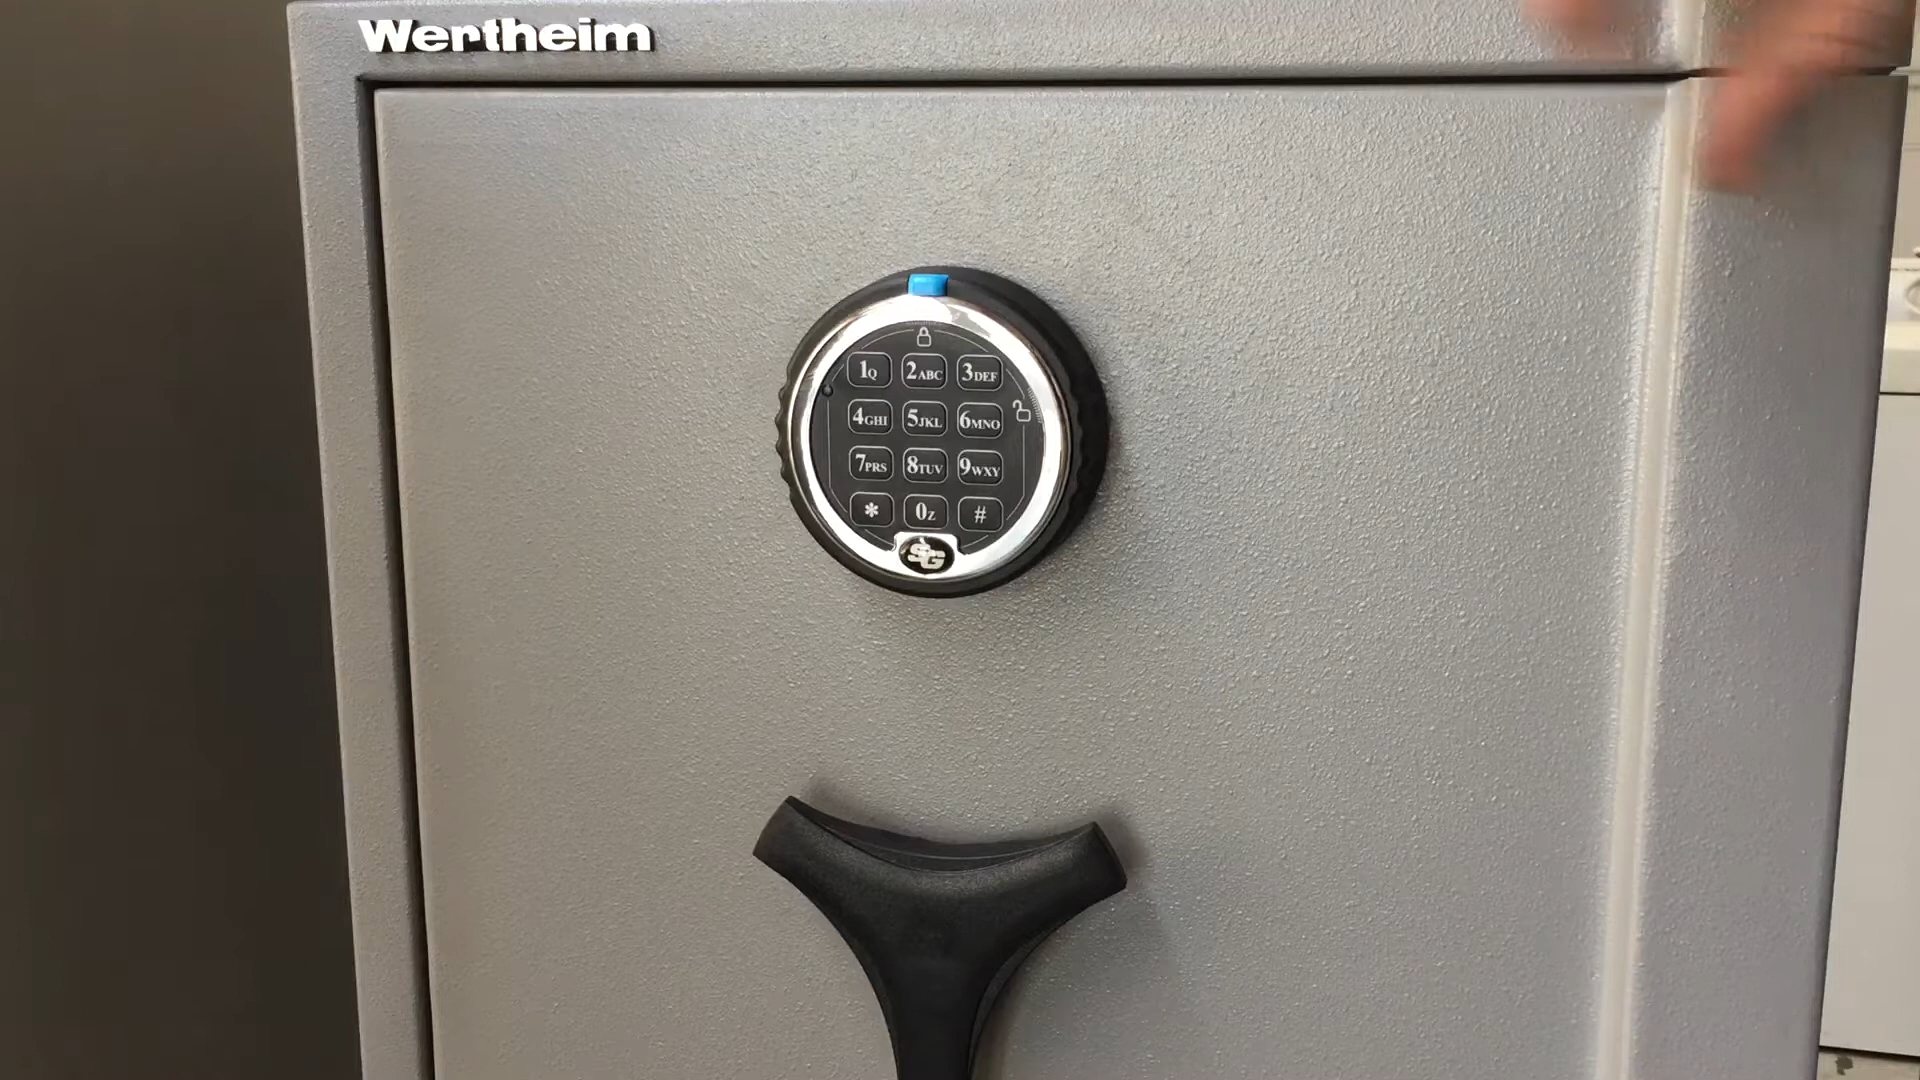 Wertheim
1Q 2ABC 3DEF
4GHI 5JKL 6MNO
7PRS 8TUV 9WXY
* 0Z #
SG